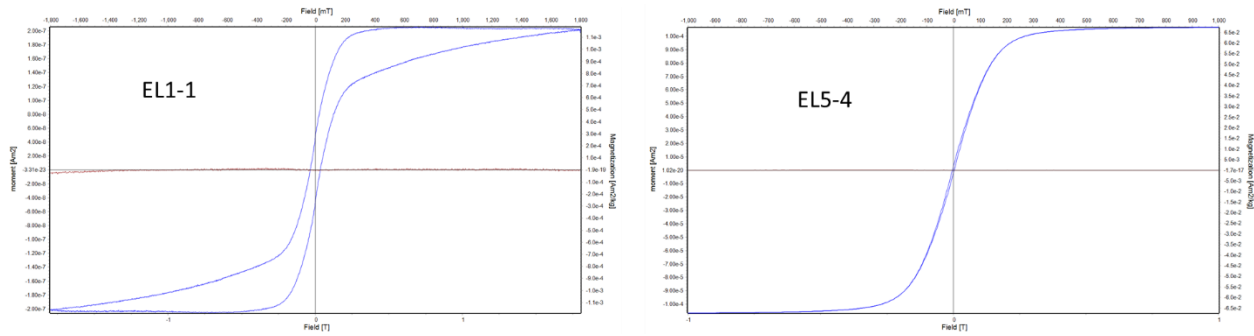 Field [mT]
-1,800 -1,600 -1,400 -1,200 -1,000 -800 -600 -400 -200 0 200 400 600 800 1,000 1,200 1,400 1,600 1,800
EL1-1
moment [Am2]
2.00e-7
1.80e-7
1.60e-7
1.40e-7
1.20e-7
1.00e-7
8.00e-8
6.00e-8
4.00e-8
2.00e-8
-2.00e-8
-4.00e-8
-6.00e-8
-8.00e-8
-1.00e-7
-1.20e-7
-1.40e-7
-1.60e-7
-1.80e-7
-2.00e-7
Magnetization [Am2/kg]
1.1e-3
1.0e-3
9.0e-4
8.0e-4
7.0e-4
6.0e-4
5.0e-4
4.0e-4
3.0e-4
2.0e-4
1.0e-4
-1.9e-19
-1.0e-4
-2.0e-4
-3.0e-4
-4.0e-4
-5.0e-4
-6.0e-4
-7.0e-4
-8.0e-4
-9.0e-4
-1.0e-3
-1.1e-3
-1 0 1
Field [T]
Field [mT]
-1,000 -900 -800 -700 -600 -500 -400 -300 -200 -100 0 100 200 300 400 500 600 700 800 900 1,000
EL5-4
moment [Am2]
1.00e-4
9.00e-5
8.00e-5
7.00e-5
6.00e-5
5.00e-5
4.00e-5
3.00e-5
2.00e-5
1.00e-5
1.02e-20
-1.00e-5
-2.00e-5
-3.00e-5
-4.00e-5
-5.00e-5
-6.00e-5
-7.00e-5
-8.00e-5
-9.00e-5
-1.00e-4
Magnetization [Am2/kg]
6.5e-2
6.0e-2
5.5e-2
5.0e-2
4.5e-2
4.0e-2
3.5e-2
3.0e-2
2.5e-2
2.0e-2
1.5e-2
1.0e-2
5.0e-3
-1.7e-17
-5.0e-3
-1.0e-2
-1.5e-2
-2.0e-2
-2.5e-2
-3.0e-2
-3.5e-2
-4.0e-2
-4.5e-2
-5.0e-2
-5.5e-2
-6.0e-2
-6.5e-2
-1 0 1
Field [T]